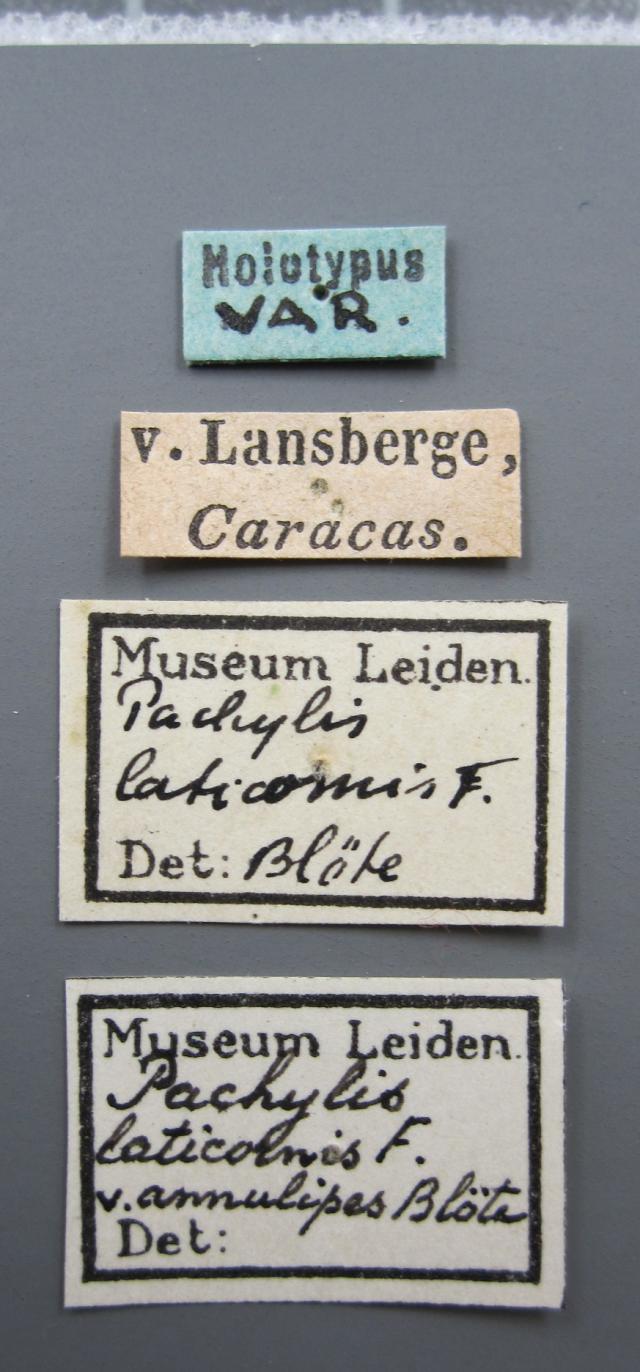 Holotypus
VAR.
v. Lansberge,
Caracas.
Museum Leiden.
Pachylis
laticornis F.
Det: Blöte
Museum Leiden.
Pachylis
laticornis F.
v. annulipes Blöte
Det: